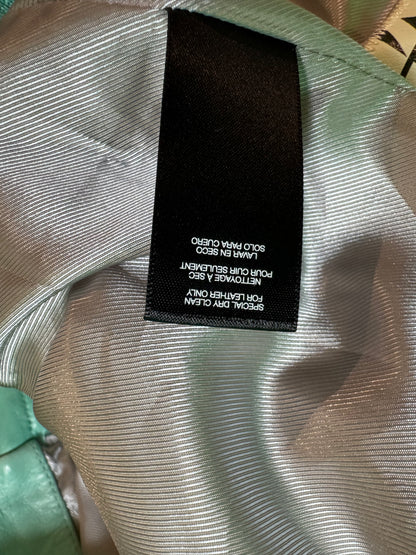 SPECIAL DRY CLEAN
FOR LEATHER ONLY
NETTOYAGE À SEC
POUR CUIR SEULEMENT
LAVAR EN SECO
SOLO PARA CUERO